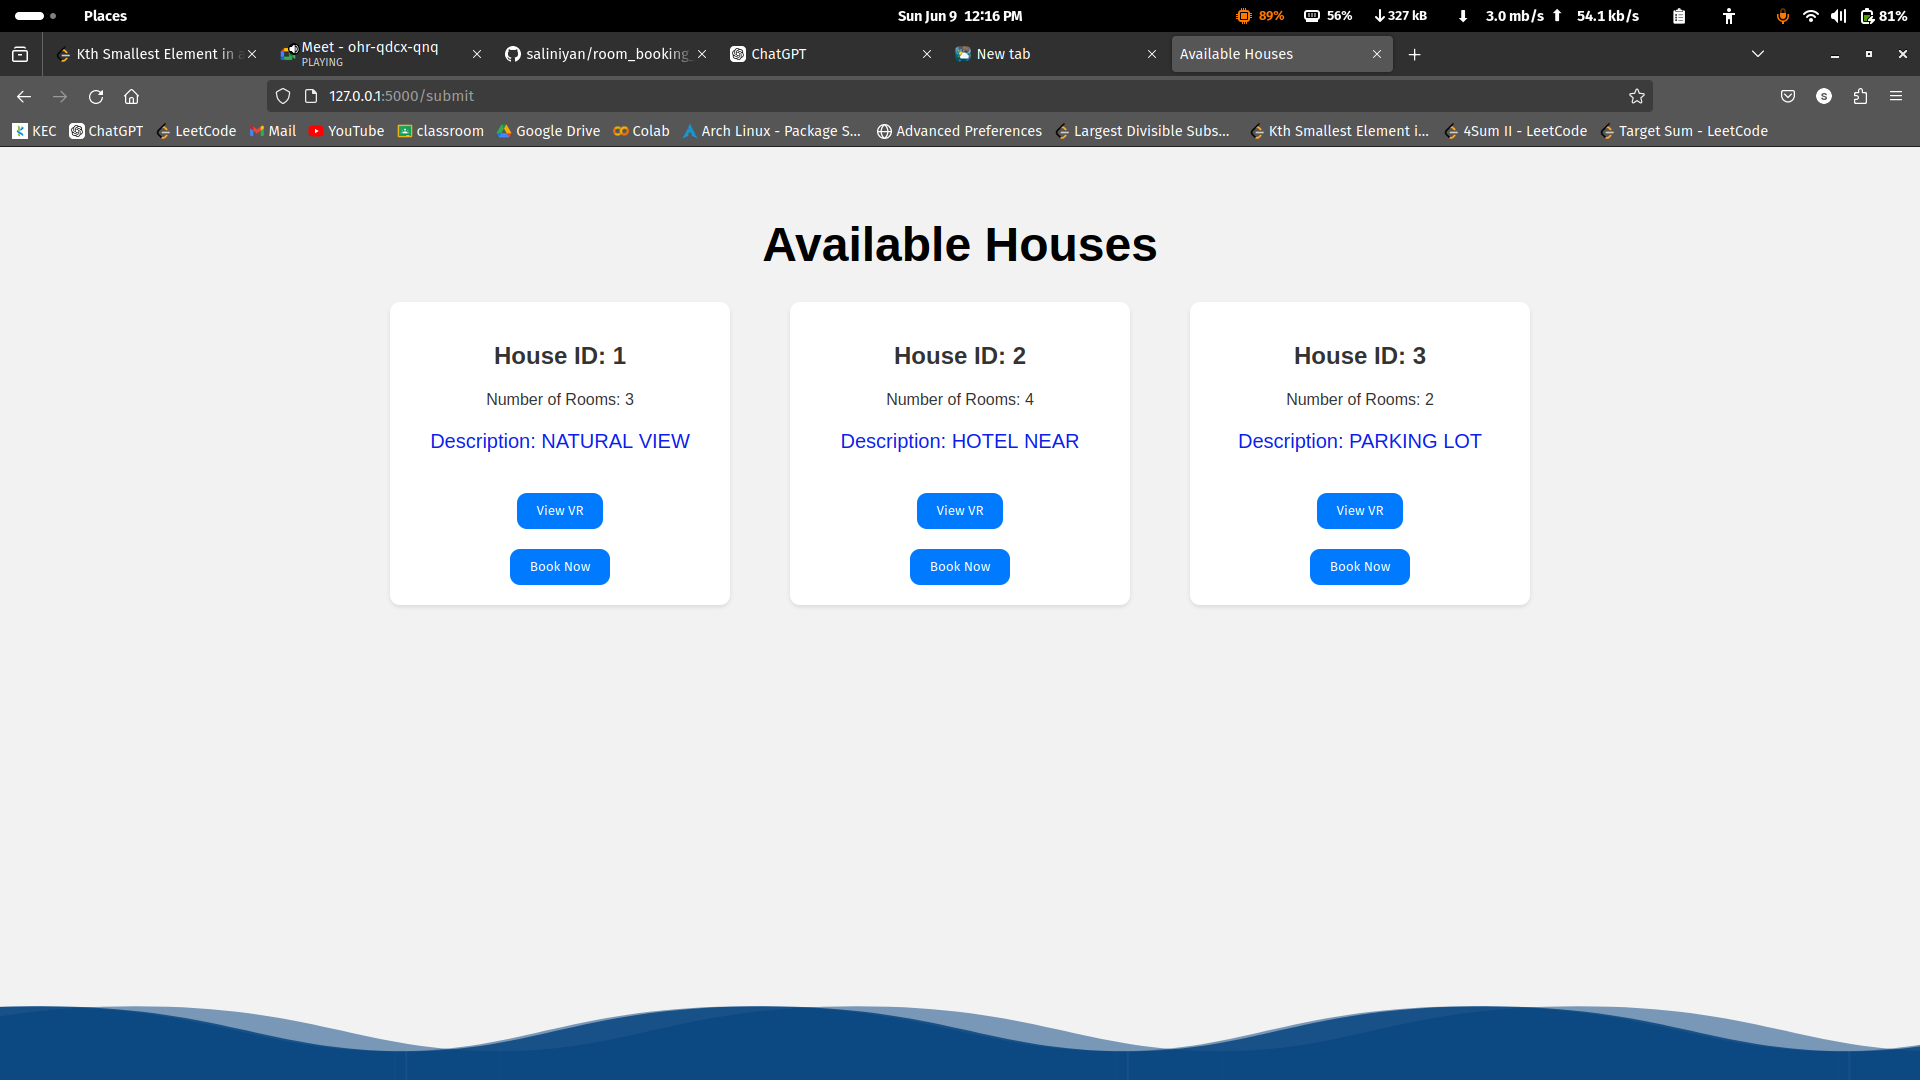 Places
Sun Jun 9 12:16 PM
89%
56%
327 kB
3.0 mb/s
54.1 kb/s
81%
Kth Smallest Element in a
Meet - ohr-qdcx-qnq
PLAYING
saliniyan/room_booking_
ChatGPT
New tab
Available Houses
127.0.0.1:5000/submit
S
KEC
ChatGPT
LeetCode
Mail
YouTube
classroom
Google Drive
Colab
Arch Linux - Package S...
Advanced Preferences
Largest Divisible Subs...
Kth Smallest Element i...
4Sum II - LeetCode
Target Sum - LeetCode
Available Houses
House ID: 1
Number of Rooms: 3
Description: NATURAL VIEW
View VR
Book Now
House ID: 2
Number of Rooms: 4
Description: HOTEL NEAR
View VR
Book Now
House ID: 3
Number of Rooms: 2
Description: PARKING LOT
View VR
Book Now